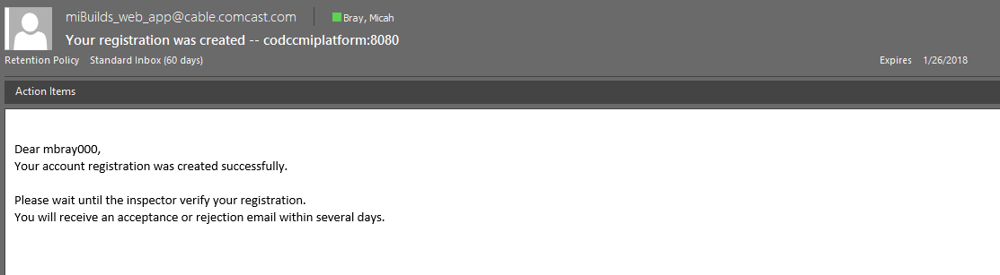 miBuilds_web_app@cable.comcast.com Bray, Micah
Your registration was created -- codccmiplatform:8080
Retention Policy Standard Inbox (60 days) Expires 1/26/2018
Action Items
Dear mbray000,
Your account registration was created successfully.
Please wait until the inspector verify your registration.
You will receive an acceptance or rejection email within several days.